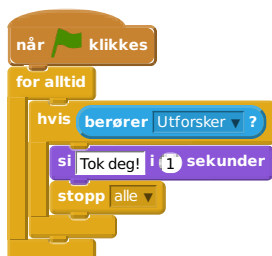 når klikkes
for alltid
hvis berører Utforsker ?
si Tok deg! i 1 sekunder
stopp alle